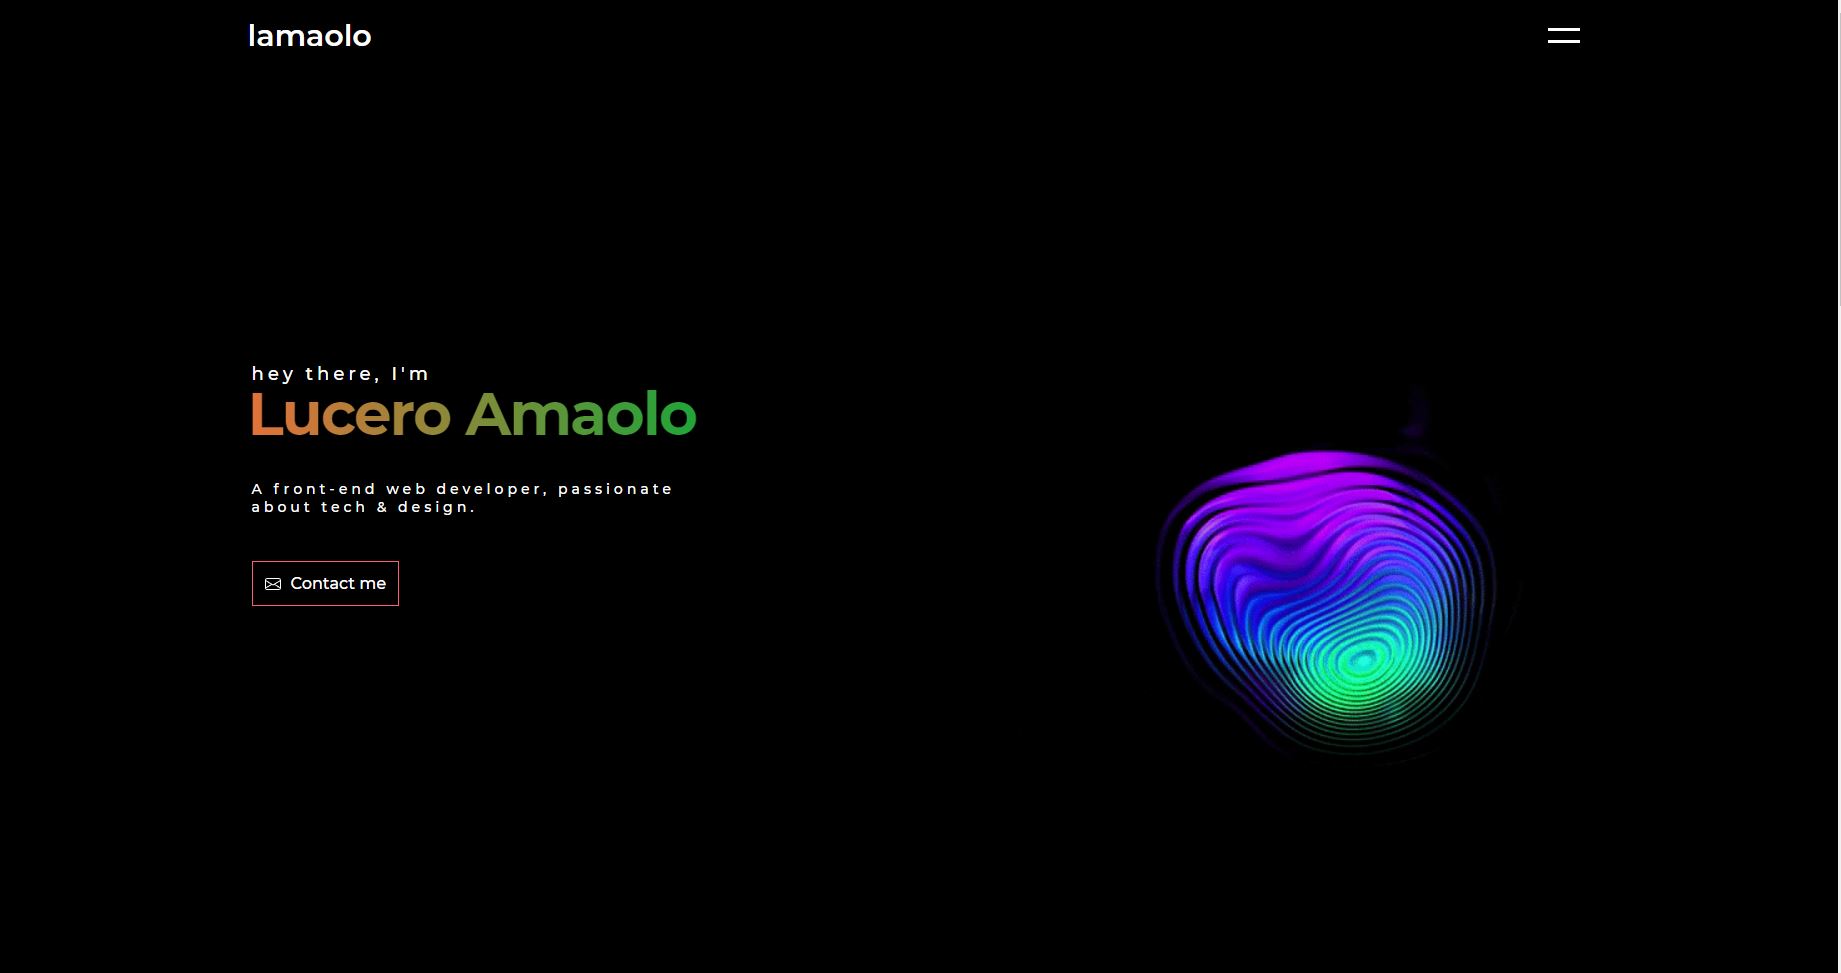 lamaolo
hey there, I'm
Lucero Amaolo
A front-end web developer, passionate
about tech & design.
Contact me